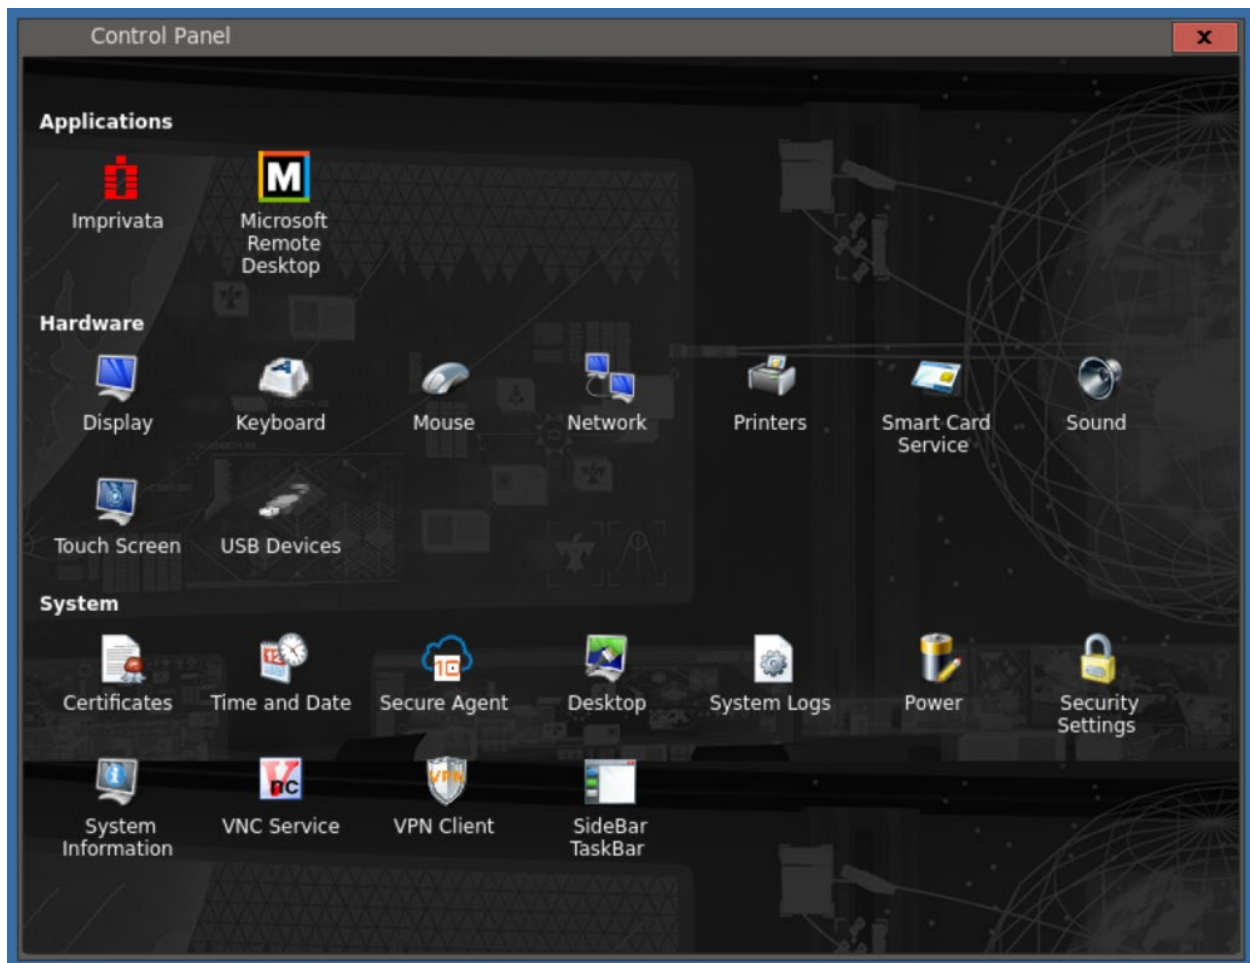 Control Panel
x
Applications
M
Imprivata
Microsoft
Remote
Desktop
Hardware
A
Display
Keyboard
Mouse
Network
Printers
Smart Card
Service
Sound
Touch Screen
USB Devices
System
Certificates
Time and Date
Secure Agent
Desktop
System Logs
Power
Security
Settings
VPN
System
Information
VNC Service
VPN Client
SideBar
TaskBar